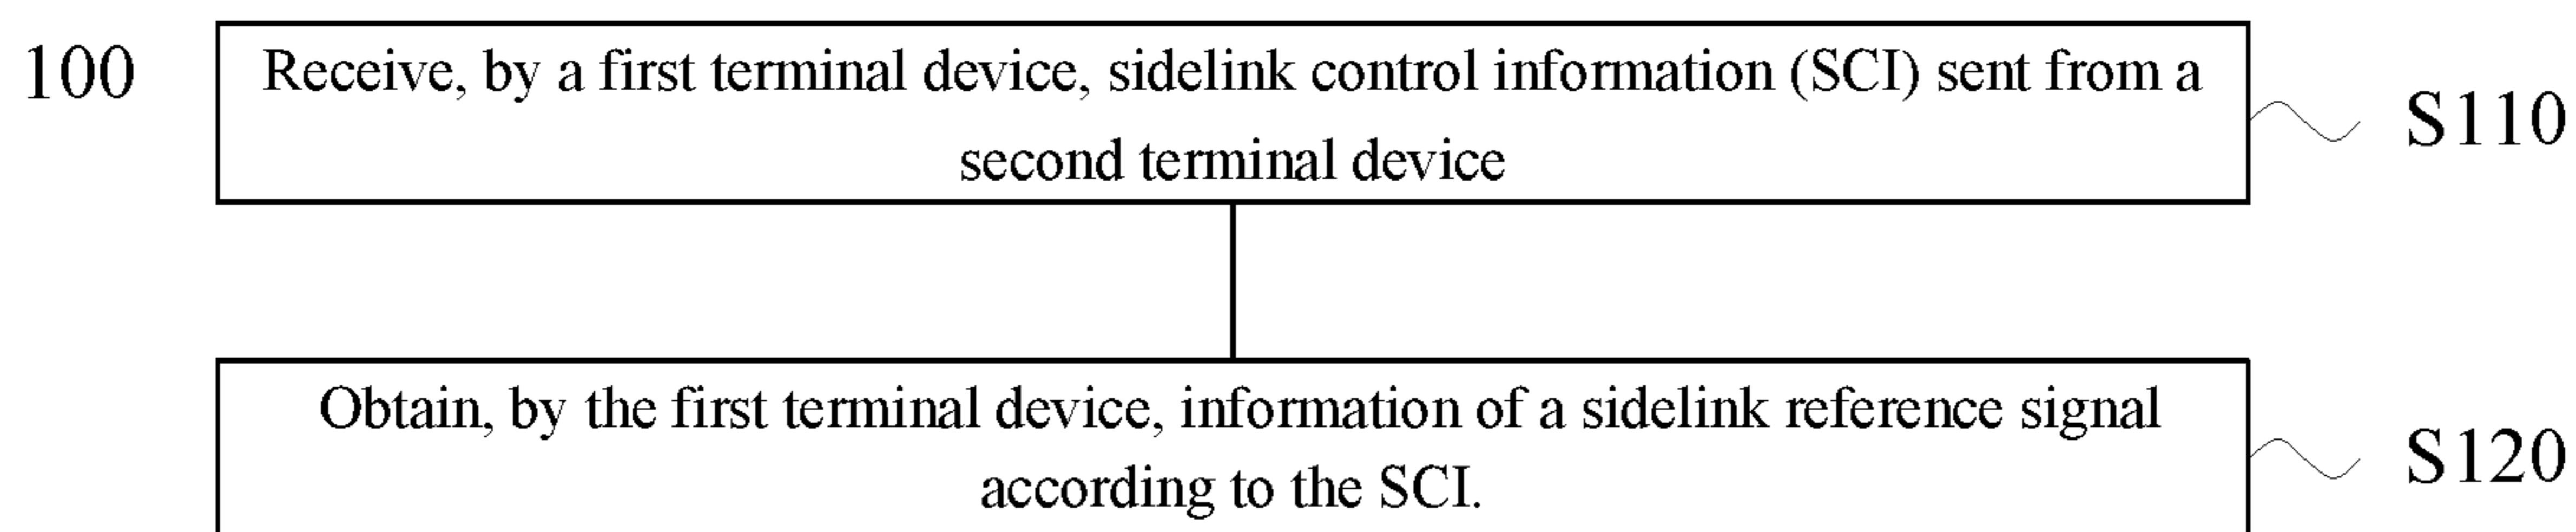 100
Receive, by a first terminal device, sidelink control information (SCI) sent from a
second terminal device
S110
Obtain, by the first terminal device, information of a sidelink reference signal
according to the SCI.
S120